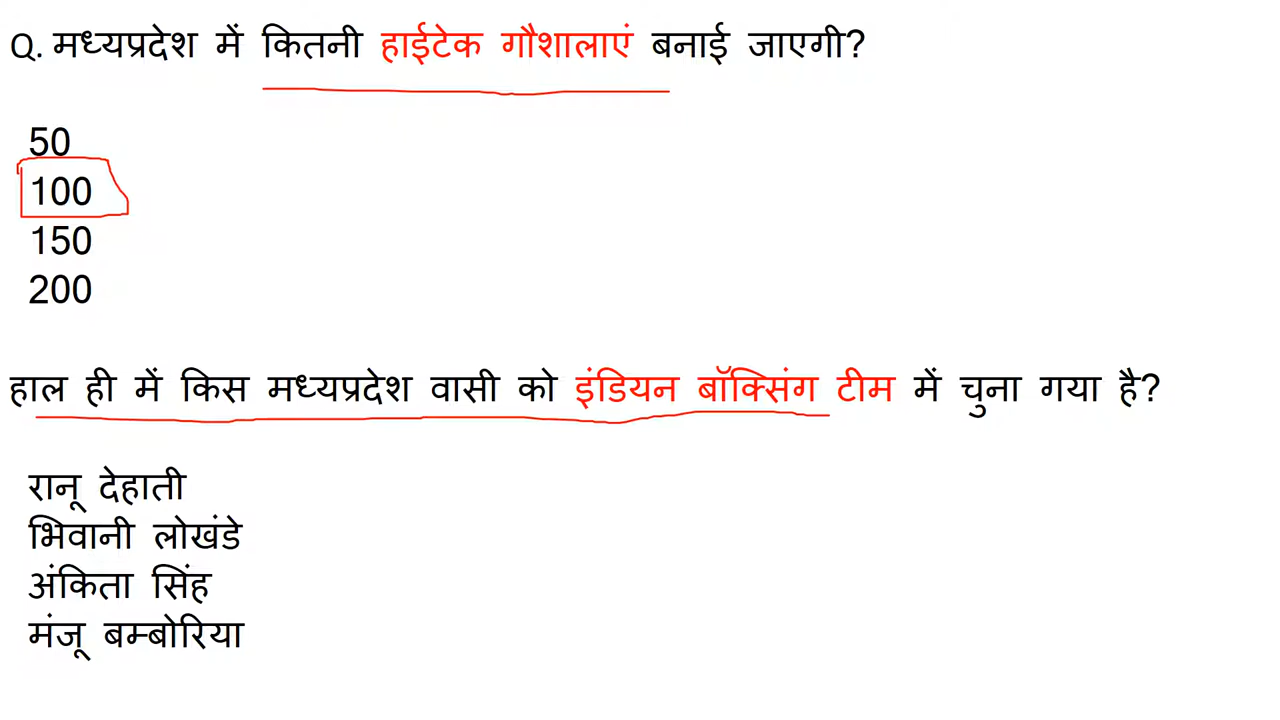 Q. मध्यप्रदेश में कितनी हाईटेक गौशालाएं बनाई जाएगी?
50
100
150
200
हाल ही में किस मध्यप्रदेश वासी को इंडियन बॉक्सिंग टीम में चुना गया है?
रानू देहाती
भिवानी लोखंडे
अंकिता सिंह
मंजू बम्बोरिया